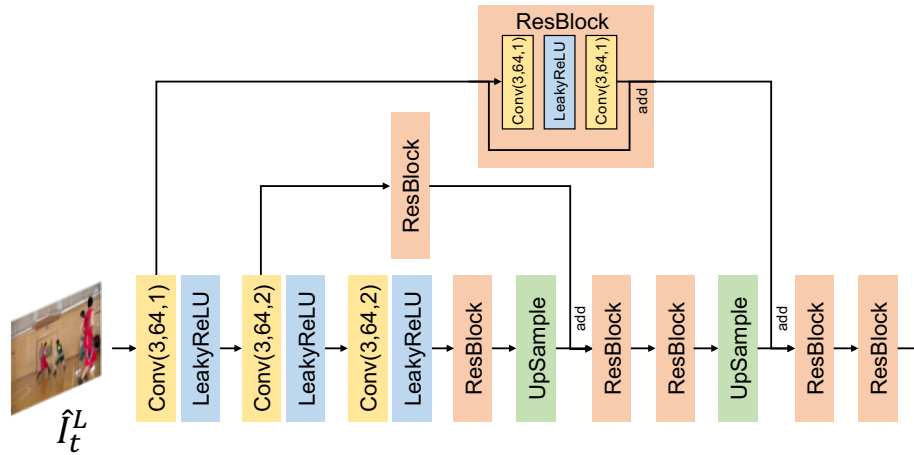 ResBlock
Conv(3,64,1)
LeakyReLU
Conv(3,64,1)
add
ResBlock
Conv(3,64,1)
LeakyReLU
Conv(3,64,2)
LeakyReLU
Conv(3,64,2)
LeakyReLU
ResBlock
UpSample
add
ResBlock
ResBlock
UpSample
add
ResBlock
ResBlock
Î_t^L